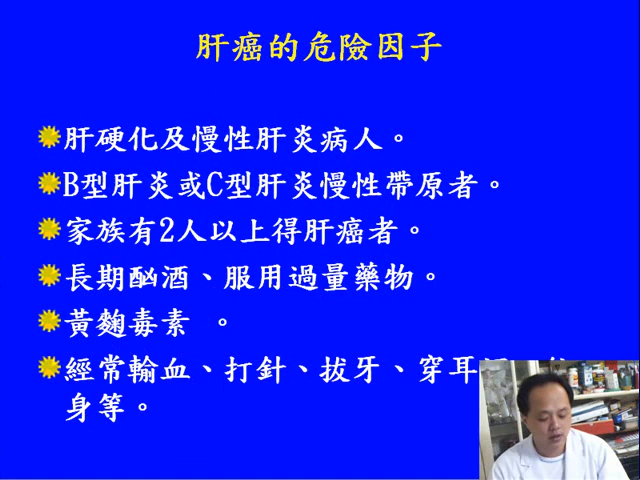 肝癌的危險因子
肝硬化及慢性肝炎病人。
B型肝炎或C型肝炎慢性帶原者。
家族有2人以上得肝癌者。
長期酗酒、服用過量藥物。
黃麴毒素 。
經常輸血、打針、拔牙、穿耳
身等。